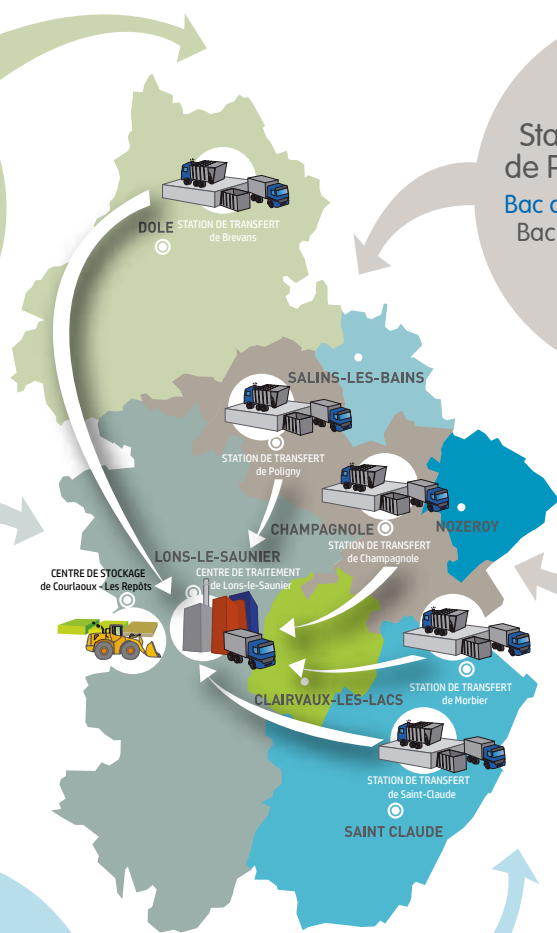 Sta
de P
Bac
Bac
DOLE
STATION DE TRANSFERT
de Brevans
SALINS-LES-BAINS
STATION DE TRANSFERT
de Poligny
CHAMPAGNOLE
NOZEROY
STATION DE TRANSFERT
de Champagnole
LONS-LE-SAUNIER
CENTRE DE STOCKAGE
de Courlaoux - Les Repôts
CENTRE DE TRAITEMENT
de Lons-le-Saunier
STATION DE TRANSFERT
de Morbier
CLAIRVAUX-LES-LACS
STATION DE TRANSFERT
de Saint-Claude
SAINT CLAUDE